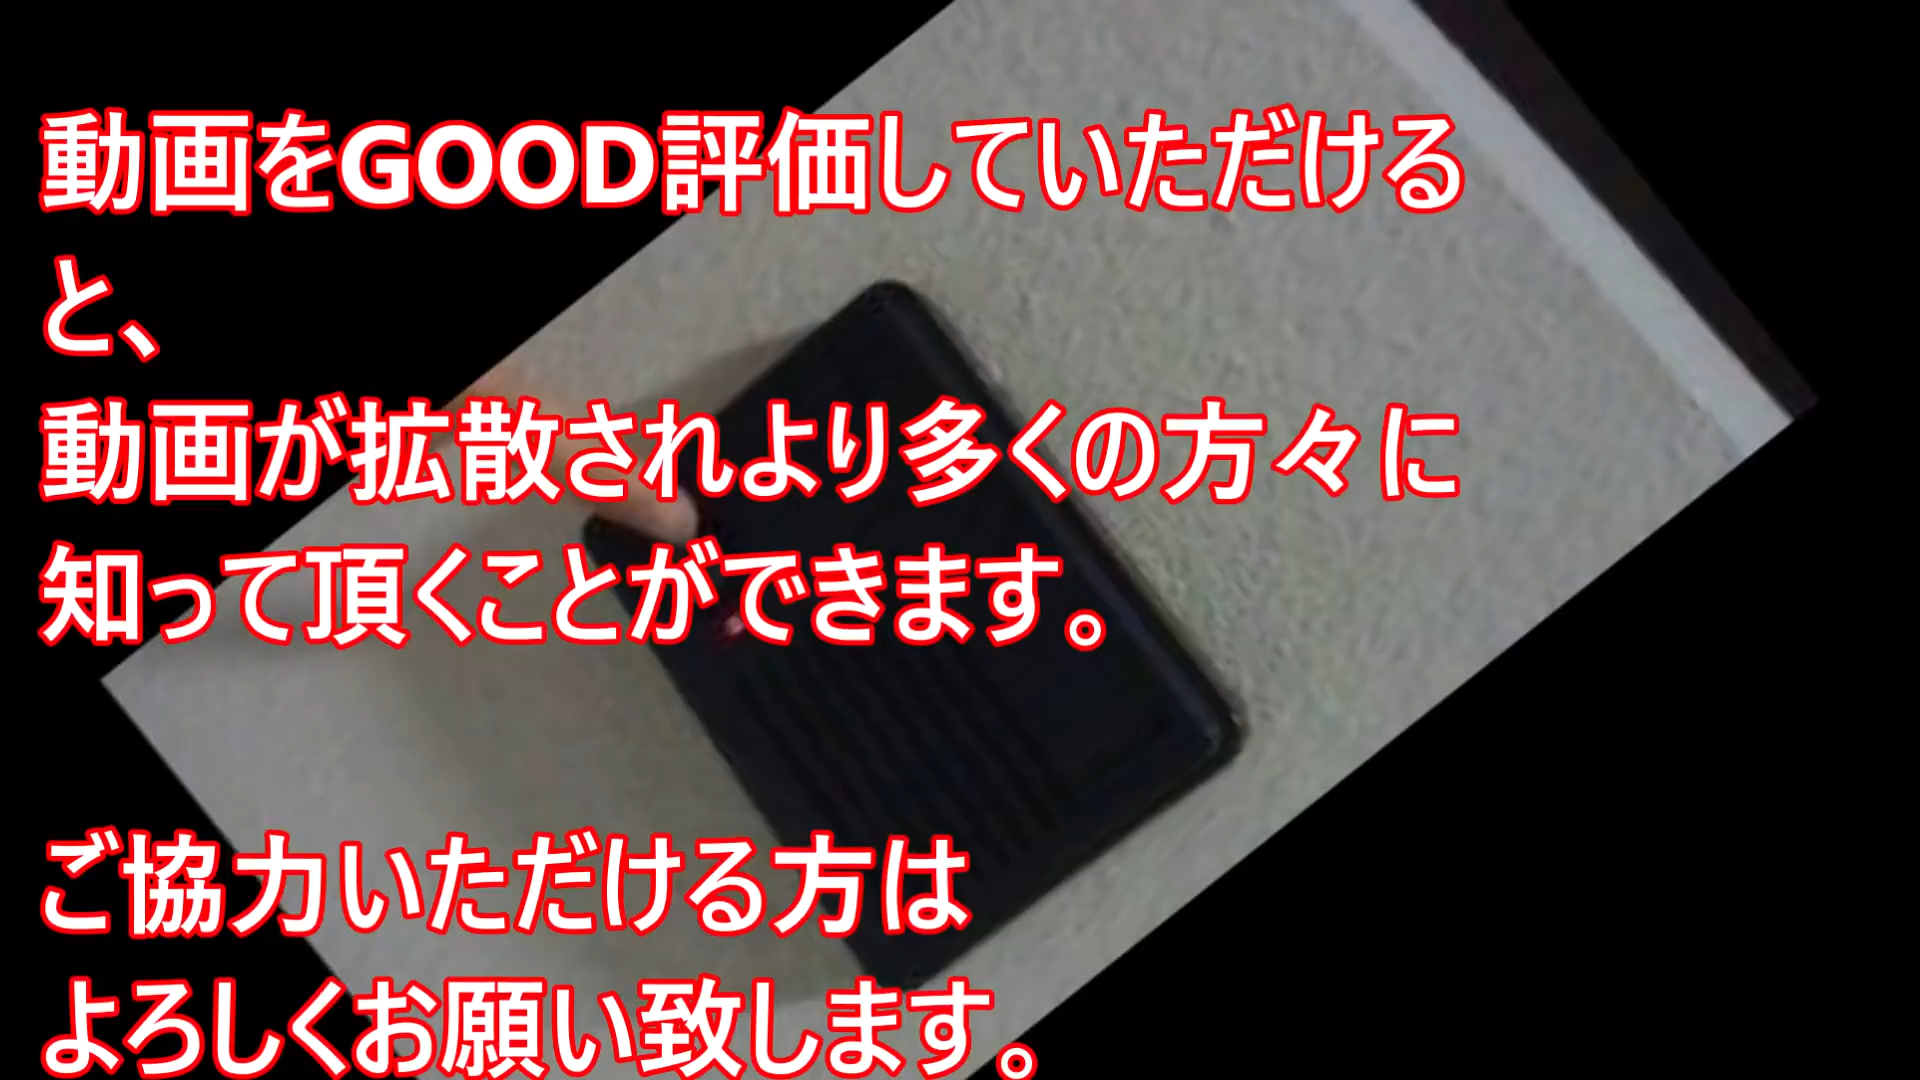 動画をGOOD評価していただける
と、
動画が拡散されより多くの方々に
知って頂くことができます。
ご協力いただける方は
よろしくお願い致します。